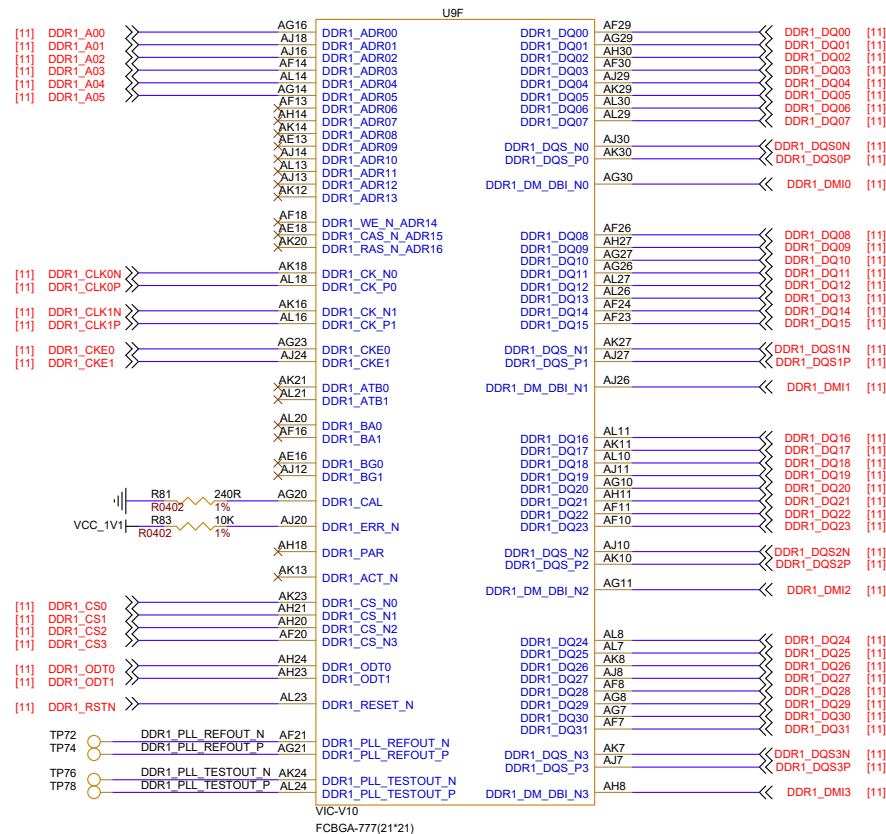 U9F
[11] DDR1_A00 AG16 DDR1_ADR00
[11] DDR1_A01 AJ18 DDR1_ADR01
[11] DDR1_A02 AJ16 DDR1_ADR02
[11] DDR1_A03 AF14 DDR1_ADR03
[11] DDR1_A04 AL14 DDR1_ADR04
[11] DDR1_A05 AG14 DDR1_ADR05
AF13 DDR1_ADR06
AH14 DDR1_ADR07
AK14 DDR1_ADR08
AE13 DDR1_ADR09
AJ14 DDR1_ADR10
AL13 DDR1_ADR11
AJ13 DDR1_ADR12
AK12 DDR1_ADR13
AF18 DDR1_WE_N_ADR14
AE18 DDR1_CAS_N_ADR15
AK20 DDR1_RAS_N_ADR16
[11] DDR1_CLK0N AK18 DDR1_CK_N0
[11] DDR1_CLK0P AL18 DDR1_CK_P0
[11] DDR1_CLK1N AK16 DDR1_CK_N1
[11] DDR1_CLK1P AL16 DDR1_CK_P1
[11] DDR1_CKE0 AG23 DDR1_CKE0
[11] DDR1_CKE1 AJ24 DDR1_CKE1
AK21 DDR1_ATB0
AL21 DDR1_ATB1
AL20 DDR1_BA0
AF16 DDR1_BA1
AE16 DDR1_BG0
AJ12 DDR1_BG1
R81 240R AG20 DDR1_CAL
R0402 1%
VCC_1V1 R83 10K AJ20 DDR1_ERR_N
R0402 1%
AH18 DDR1_PAR
AK13 DDR1_ACT_N
[11] DDR1_CS0 AK23 DDR1_CS_N0
[11] DDR1_CS1 AH21 DDR1_CS_N1
[11] DDR1_CS2 AH20 DDR1_CS_N2
[11] DDR1_CS3 AF20 DDR1_CS_N3
[11] DDR1_ODT0 AH24 DDR1_ODT0
[11] DDR1_ODT1 AH23 DDR1_ODT1
[11] DDR1_RSTN AL23 DDR1_RESET_N
TP72 DDR1_PLL_REFOUT_N AF21 DDR1_PLL_REFOUT_N
TP74 DDR1_PLL_REFOUT_P AG21 DDR1_PLL_REFOUT_P
TP76 DDR1_PLL_TESTOUT_N AK24 DDR1_PLL_TESTOUT_N
TP78 DDR1_PLL_TESTOUT_P AL24 DDR1_PLL_TESTOUT_P
DDR1_DQ00 AF29 DDR1_DQ00 [11]
DDR1_DQ01 AG29 DDR1_DQ01 [11]
DDR1_DQ02 AH30 DDR1_DQ02 [11]
DDR1_DQ03 AF30 DDR1_DQ03 [11]
DDR1_DQ04 AJ29 DDR1_DQ04 [11]
DDR1_DQ05 AK29 DDR1_DQ05 [11]
DDR1_DQ06 AL30 DDR1_DQ06 [11]
DDR1_DQ07 AL29 DDR1_DQ07 [11]
DDR1_DQS_N0 AJ30 DDR1_DQS0N [11]
DDR1_DQS_P0 AK30 DDR1_DQS0P [11]
DDR1_DM_DBI_N0 AG30 DDR1_DMI0 [11]
DDR1_DQ08 AF26 DDR1_DQ08 [11]
DDR1_DQ09 AH27 DDR1_DQ09 [11]
DDR1_DQ10 AG27 DDR1_DQ10 [11]
DDR1_DQ11 AG26 DDR1_DQ11 [11]
DDR1_DQ12 AL27 DDR1_DQ12 [11]
DDR1_DQ13 AL26 DDR1_DQ13 [11]
DDR1_DQ14 AF24 DDR1_DQ14 [11]
DDR1_DQ15 AF23 DDR1_DQ15 [11]
DDR1_DQS_N1 AK27 DDR1_DQS1N [11]
DDR1_DQS_P1 AJ27 DDR1_DQS1P [11]
DDR1_DM_DBI_N1 AJ26 DDR1_DMI1 [11]
DDR1_DQ16 AL11 DDR1_DQ16 [11]
DDR1_DQ17 AK11 DDR1_DQ17 [11]
DDR1_DQ18 AL10 DDR1_DQ18 [11]
DDR1_DQ19 AJ11 DDR1_DQ19 [11]
DDR1_DQ20 AG10 DDR1_DQ20 [11]
DDR1_DQ21 AH11 DDR1_DQ21 [11]
DDR1_DQ22 AF11 DDR1_DQ22 [11]
DDR1_DQ23 AF10 DDR1_DQ23 [11]
DDR1_DQS_N2 AJ10 DDR1_DQS2N [11]
DDR1_DQS_P2 AK10 DDR1_DQS2P [11]
DDR1_DM_DBI_N2 AG11 DDR1_DMI2 [11]
DDR1_DQ24 AL8 DDR1_DQ24 [11]
DDR1_DQ25 AL7 DDR1_DQ25 [11]
DDR1_DQ26 AK8 DDR1_DQ26 [11]
DDR1_DQ27 AJ8 DDR1_DQ27 [11]
DDR1_DQ28 AF8 DDR1_DQ28 [11]
DDR1_DQ29 AG8 DDR1_DQ29 [11]
DDR1_DQ30 AG7 DDR1_DQ30 [11]
DDR1_DQ31 AF7 DDR1_DQ31 [11]
DDR1_DQS_N3 AK7 DDR1_DQS3N [11]
DDR1_DQS_P3 AJ7 DDR1_DQS3P [11]
DDR1_DM_DBI_N3 AH8 DDR1_DMI3 [11]
VIC-V10
FCBGA-777(21*21)